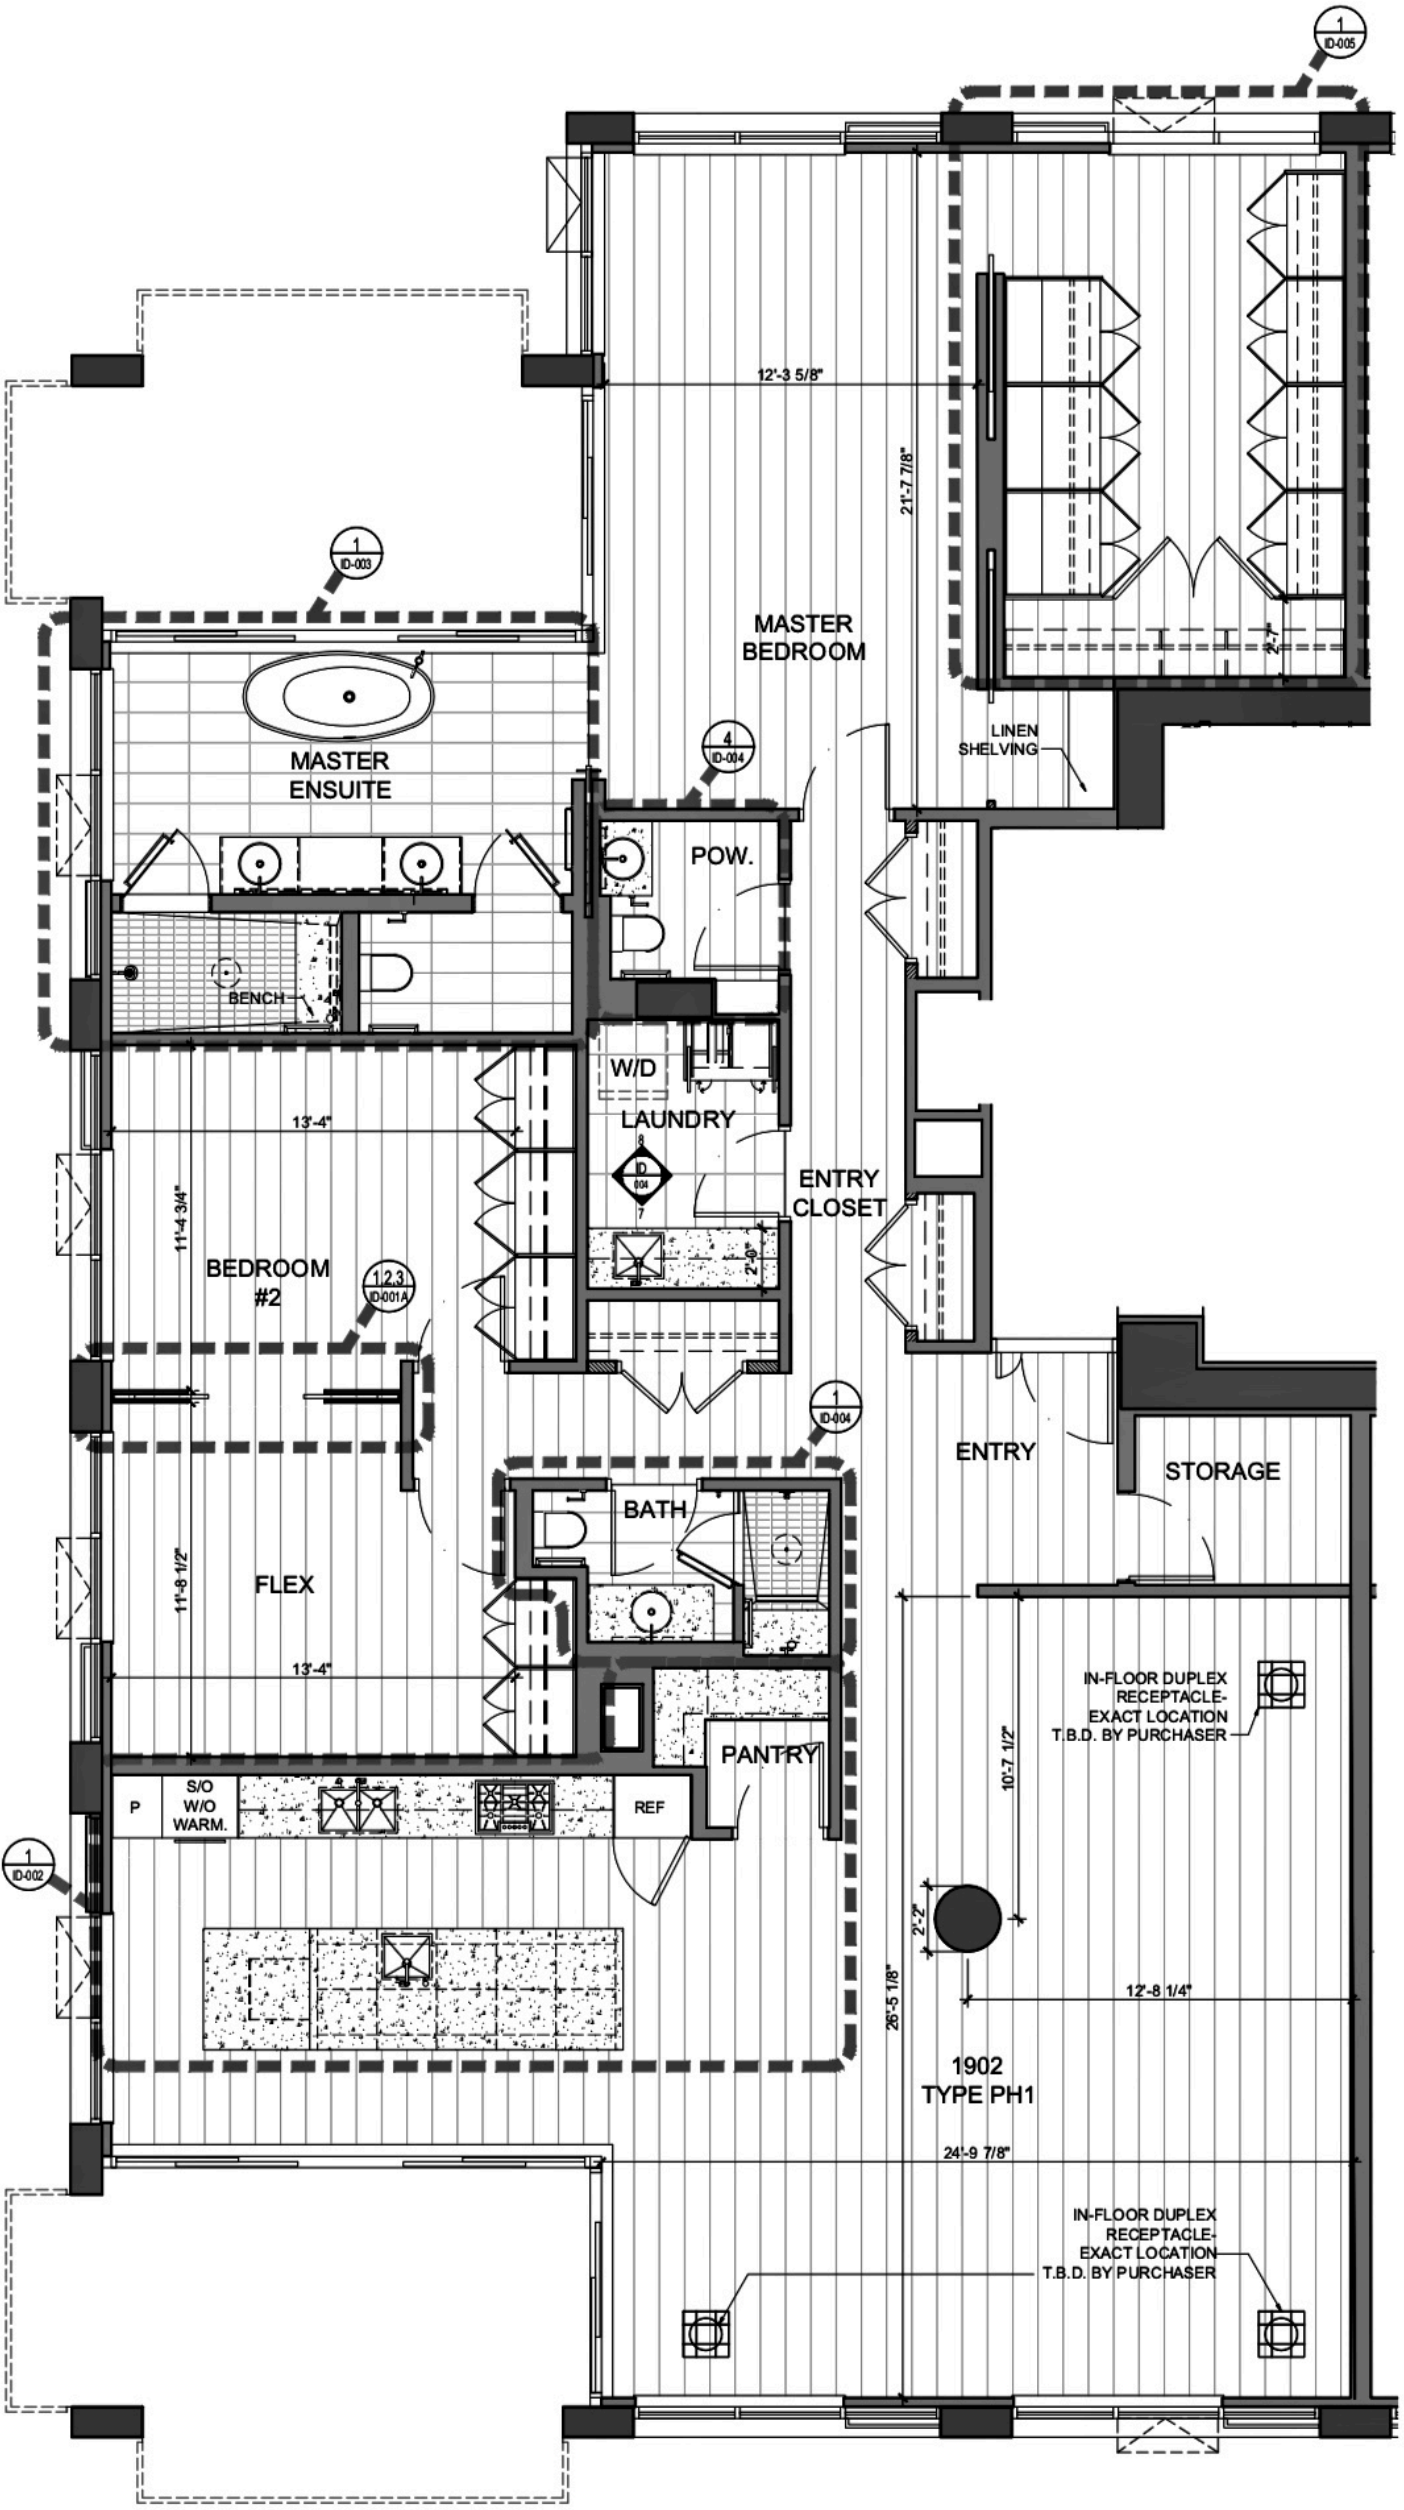 1
ID-005
12'-3 5/8"
21'-7 7/8"
1
ID-003
MASTER
BEDROOM
2'-7"
LINEN
SHELVING
4
ID-004
MASTER
ENSUITE
POW.
BENCH
W/D
LAUNDRY
8
ID
004
7
13'-4"
11'-4 3/4"
ENTRY
CLOSET
2'-0"
BEDROOM
#2
1,2,3
ID-001A
1
ID-004
ENTRY
STORAGE
BATH
FLEX
11'-8 1/2"
13'-4"
IN-FLOOR DUPLEX
RECEPTACLE-
EXACT LOCATION
T.B.D. BY PURCHASER
10'-7 1/2"
PANTRY
P
S/O
W/O
WARM.
REF
1
ID-002
2'-2"
26'-5 1/8"
12'-8 1/4"
1902
TYPE PH1
24'-9 7/8"
IN-FLOOR DUPLEX
RECEPTACLE-
EXACT LOCATION
T.B.D. BY PURCHASER